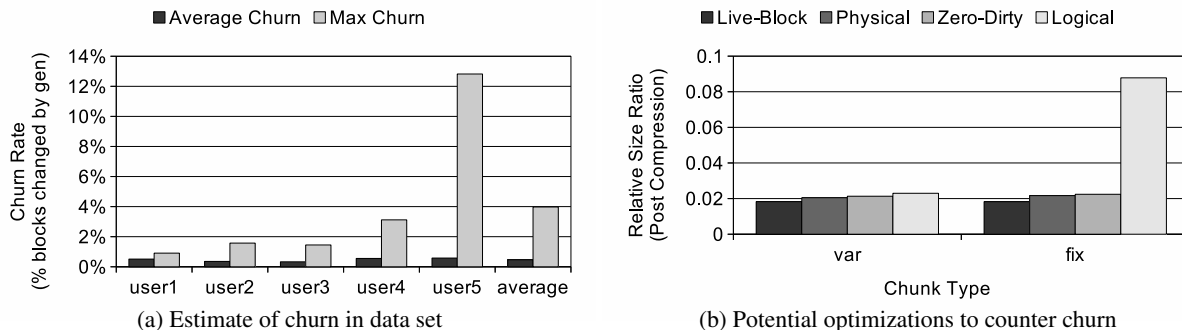 Average Churn Max Churn
Churn Rate
(% blocks changed by gen)
14%
12%
10%
8%
6%
4%
2%
0%
user1 user2 user3 user4 user5 average
(a) Estimate of churn in data set
Live-Block Physical Zero-Dirty Logical
Relative Size Ratio
(Post Compression)
0.1
0.08
0.06
0.04
0.02
0
var fix
Chunk Type
(b) Potential optimizations to counter churn